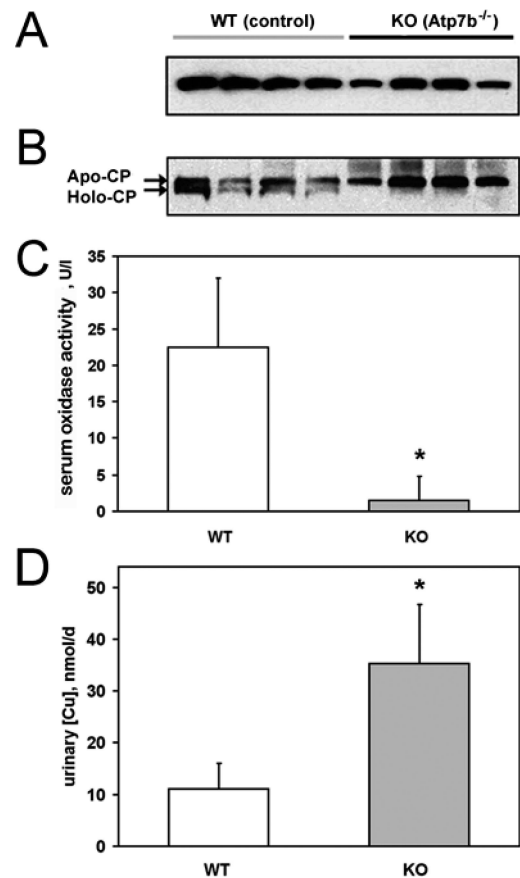 A
WT (control) KO (Atp7b-/-)
B
Apo-CP
Holo-CP
C
serum oxidase activity , U/l
35
30
25
20
15
10
5
0
*
WT KO
D
urinary [Cu], nmol/d
50
40
30
20
10
0
*
WT KO